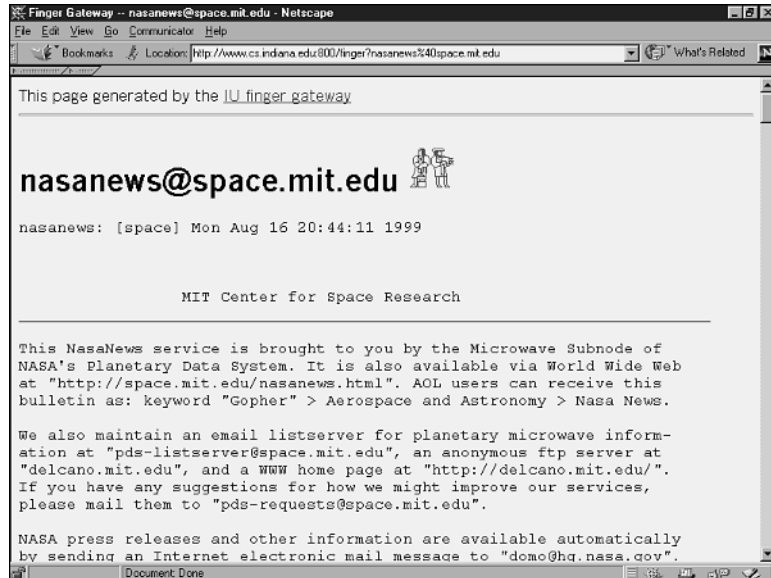 Finger Gateway -- nasanews@space.mit.edu - Netscape
File Edit View Go Communicator Help
Bookmarks Location: http://www.cs.indiana.edu:800/finger?nasanews%40space.mit.edu What's Related
This page generated by the IU finger gateway
nasanews@space.mit.edu
nasanews: [space] Mon Aug 16 20:44:11 1999
MIT Center for Space Research
This NasaNews service is brought to you by the Microwave Subnode of
NASA's Planetary Data System. It is also available via World Wide Web
at "http://space.mit.edu/nasanews.html". AOL users can receive this
bulletin as: keyword "Gopher" > Aerospace and Astronomy > Nasa News.
We also maintain an email listserver for planetary microwave inform-
ation at "pds-listserver@space.mit.edu", an anonymous ftp server at
"delcano.mit.edu", and a WWW home page at "http://delcano.mit.edu/".
If you have any suggestions for how we might improve our services,
please mail them to "pds-requests@space.mit.edu".
NASA press releases and other information are available automatically
by sending an Internet electronic mail message to "domo@hq.nasa.gov".
Document: Done